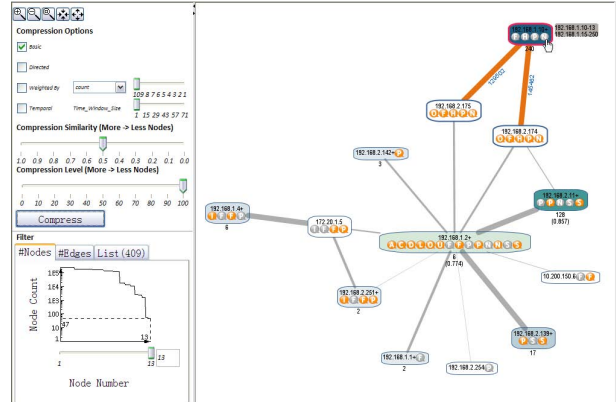 Compression Options
Basic
Directed
Weighted By
count
109 8 7 6 5 4 3 2 1
Temporal
Time_Window_Size
1 15 29 43 57 71
Compression Similarity (More -> Less Nodes)
1.0 0.9 0.8 0.7 0.6 0.5 0.4 0.3 0.2 0.1 0.0
Compression Level (More -> Less Nodes)
0 10 20 30 40 50 60 70 80 90 100
Compress
Filter
#Nodes
#Edges
List(409)
Node Count
1E5
1E4
1E3
100
10
1
47
13
1
13
13
Node Number
192.168.1.10+
240
192.168.1.10-13
192.168.1.15-250
192.168.2.175
O P R P N
192.168.2.174
O P R P N
192.168.2.142+
P
3
192.168.2.11+
P P N S S
128
(0.857)
192.168.1.4+
6
172.20.1.5
192.168.1.2+
6
(0.774)
10.200.150.6
P P
192.168.2.251+
2
192.168.2.139+
P S S
17
192.168.1.1+
2
192.168.2.254